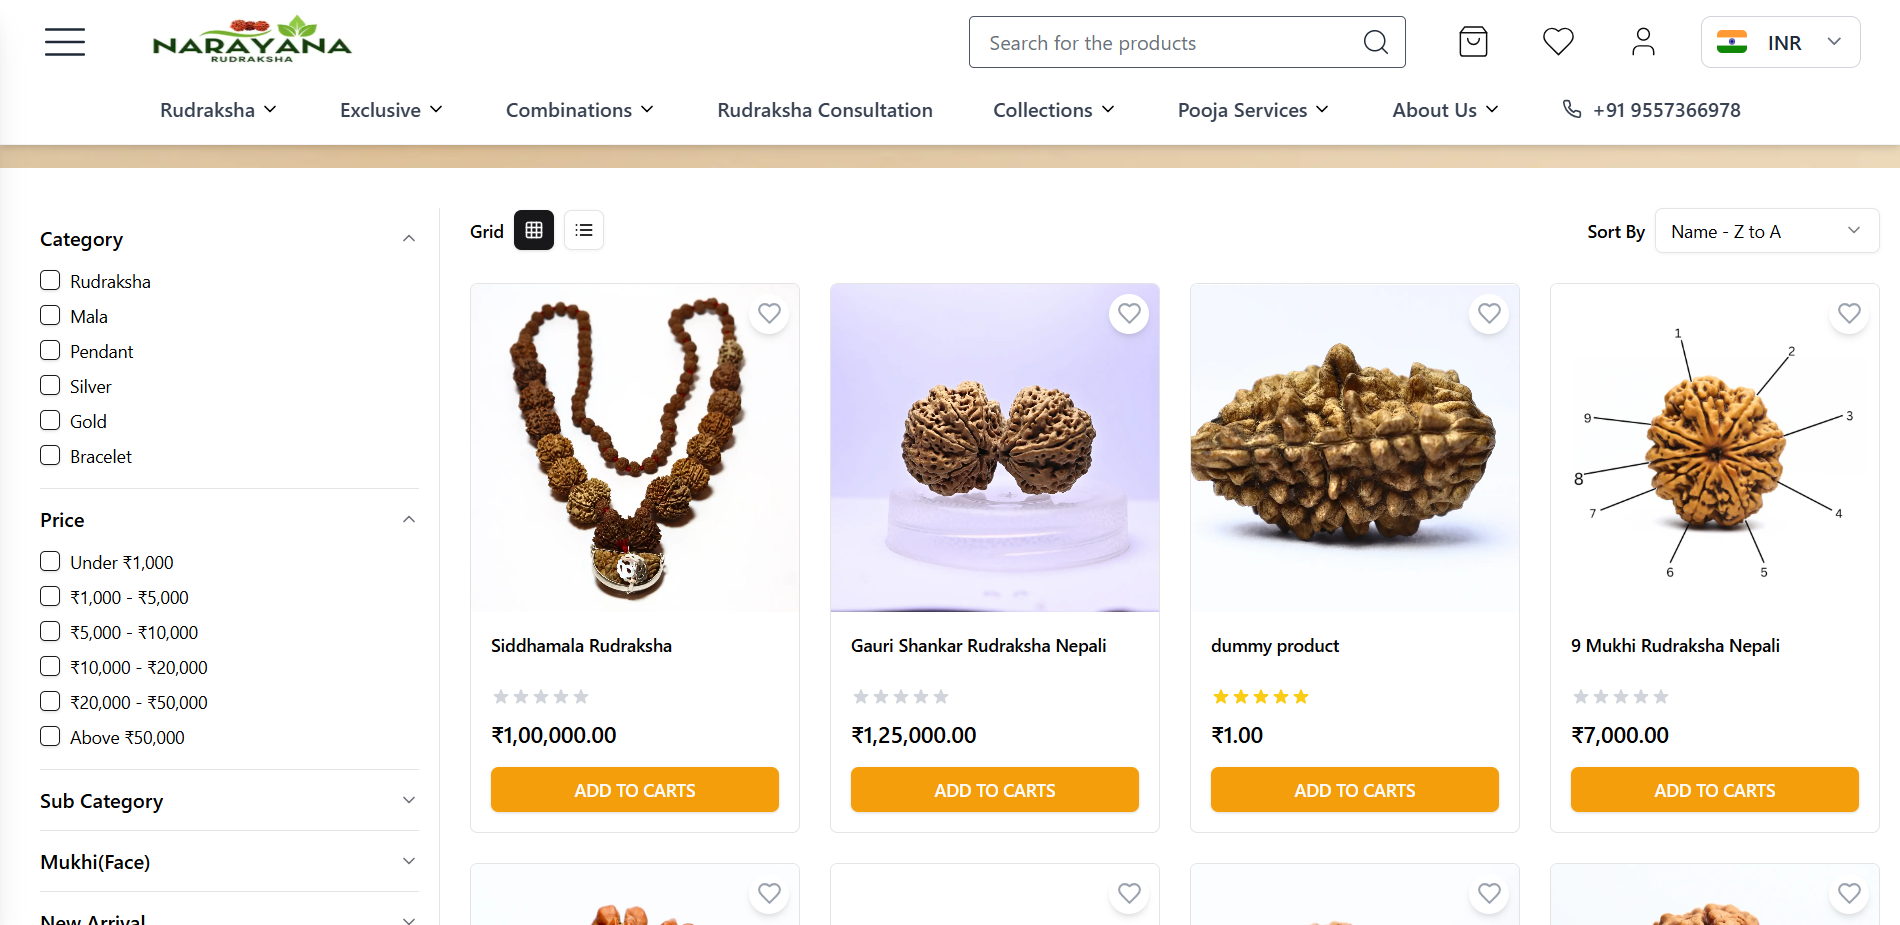 NARAYANA
RUDRAKSHA
Search for the products
INR
Rudraksha
Exclusive
Combinations
Rudraksha Consultation
Collections
Pooja Services
About Us
+91 9557366978
Category
Rudraksha
Mala
Pendant
Silver
Gold
Bracelet
Price
Under ₹1,000
₹1,000 - ₹5,000
₹5,000 - ₹10,000
₹10,000 - ₹20,000
₹20,000 - ₹50,000
Above ₹50,000
Sub Category
Mukhi(Face)
New Arrival
Grid
Sort By
Name - Z to A
Siddhamala Rudraksha
₹1,00,000.00
ADD TO CARTS
Gauri Shankar Rudraksha Nepali
₹1,25,000.00
ADD TO CARTS
dummy product
₹1.00
ADD TO CARTS
1
2
3
4
5
6
7
8
9
9 Mukhi Rudraksha Nepali
₹7,000.00
ADD TO CARTS